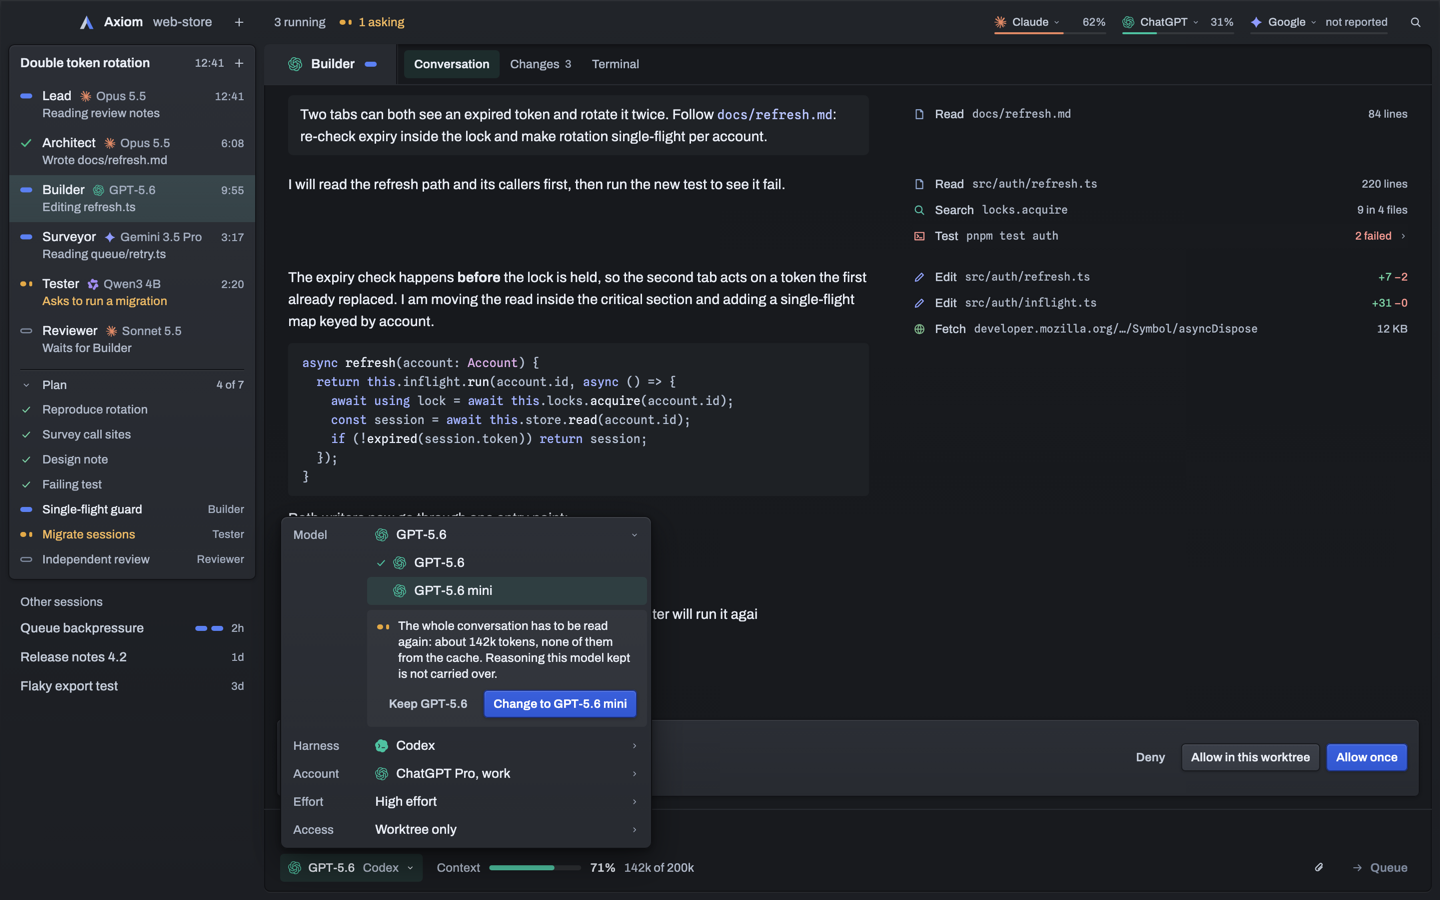 Axiom web-store +
3 running 1 asking
Claude 62% ChatGPT 31% Google not reported
Double token rotation 12:41 +
Lead Opus 5.5 12:41
Reading review notes
Architect Opus 5.5 6:08
Wrote docs/refresh.md
Builder GPT-5.6 9:55
Editing refresh.ts
Surveyor Gemini 3.5 Pro 3:17
Reading queue/retry.ts
Tester Qwen3 4B 2:20
Asks to run a migration
Reviewer Sonnet 5.5
Waits for Builder
Plan 4 of 7
Reproduce rotation
Survey call sites
Design note
Failing test
Single-flight guard Builder
Migrate sessions Tester
Independent review Reviewer
Other sessions
Queue backpressure 2h
Release notes 4.2 1d
Flaky export test 3d
Builder Conversation Changes 3 Terminal
Two tabs can both see an expired token and rotate it twice. Follow docs/refresh.md:
re-check expiry inside the lock and make rotation single-flight per account.
Read docs/refresh.md 84 lines
I will read the refresh path and its callers first, then run the new test to see it fail.
Read src/auth/refresh.ts 220 lines
Search locks.acquire 9 in 4 files
Test pnpm test auth 2 failed
The expiry check happens before the lock is held, so the second tab acts on a token the first
already replaced. I am moving the read inside the critical section and adding a single-flight
map keyed by account.
Edit src/auth/refresh.ts +7 −2
Edit src/auth/inflight.ts +31 −0
Fetch developer.mozilla.org/…/Symbol/asyncDispose 12 KB
async refresh(account: Account) {
return this.inflight.run(account.id, async () => {
await using lock = await this.locks.acquire(account.id);
const session = await this.store.read(account.id);
if (!expired(session.token)) return session;
});
}
Both writers now go through one entry point:
ter will run it agai
Model GPT-5.6
GPT-5.6
GPT-5.6 mini
The whole conversation has to be read
again: about 142k tokens, none of them
from the cache. Reasoning this model kept
is not carried over.
Keep GPT-5.6 Change to GPT-5.6 mini
Harness Codex
Account ChatGPT Pro, work
Effort High effort
Access Worktree only
Deny Allow in this worktree Allow once
GPT-5.6 Codex Context 71% 142k of 200k
Queue